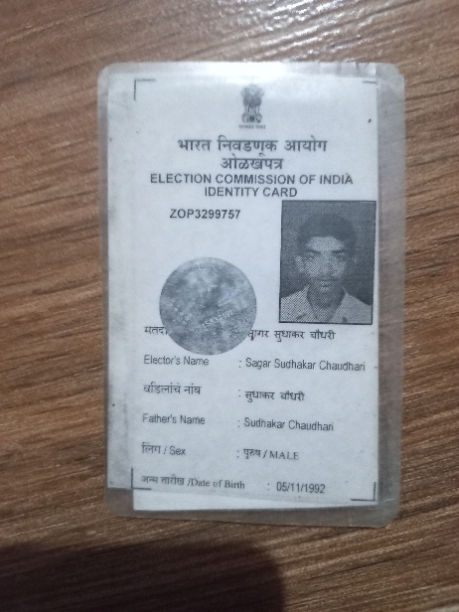 भारत निवडणूक आयोग
ओळखपत्र
ELECTION COMMISSION OF INDIA
IDENTITY CARD
ZOP3299757
सुधाकर चौधरी
Elector's Name : Sagar Sudhakar Chaudhari
वडिलांचे नांव : सुधाकर चौधरी
Father's Name : Sudhakar Chaudhari
लिंग / Sex : पुरुष / MALE
जन्म तारीख /Date of Birth : 05/11/1992